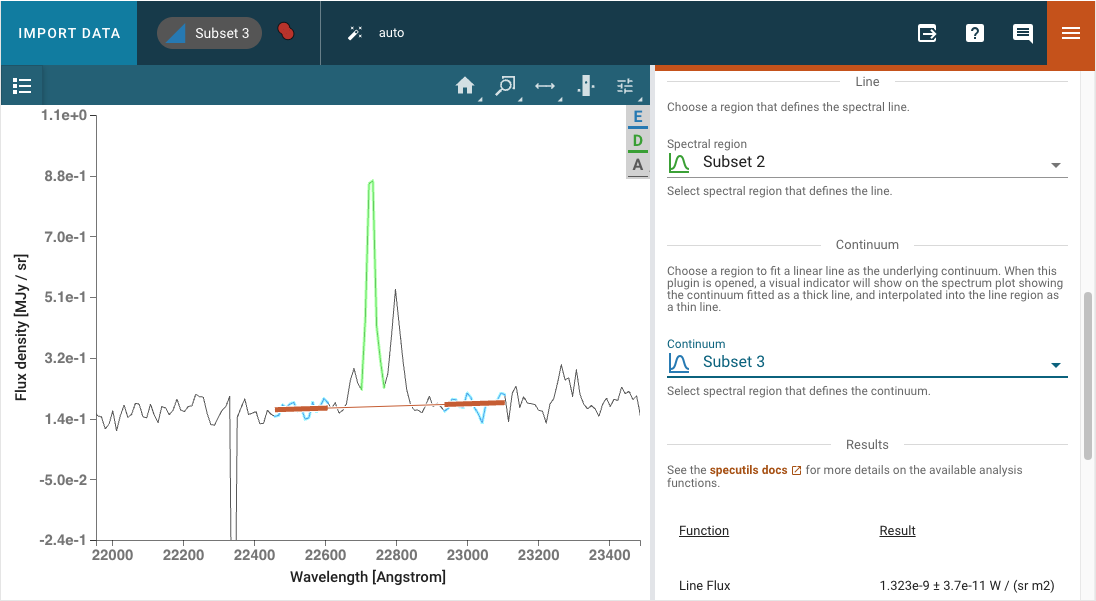 IMPORT DATA
Subset 3
auto
E
D
A
1.1e+0
8.8e-1
7.0e-1
5.1e-1
3.2e-1
1.4e-1
-5.0e-2
-2.4e-1
Flux density [MJy / sr]
22000 22200 22400 22600 22800 23000 23200 23400
Wavelength [Angstrom]
Line
Choose a region that defines the spectral line.
Spectral region
Subset 2
Select spectral region that defines the line.
Continuum
Choose a region to fit a linear line as the underlying continuum. When this
plugin is opened, a visual indicator will show on the spectrum plot showing
the continuum fitted as a thick line, and interpolated into the line region as
a thin line.
Continuum
Subset 3
Select spectral region that defines the continuum.
Results
See the specutils docs for more details on the available analysis
functions.
Function Result
Line Flux 1.323e-9 ± 3.7e-11 W / (sr m2)